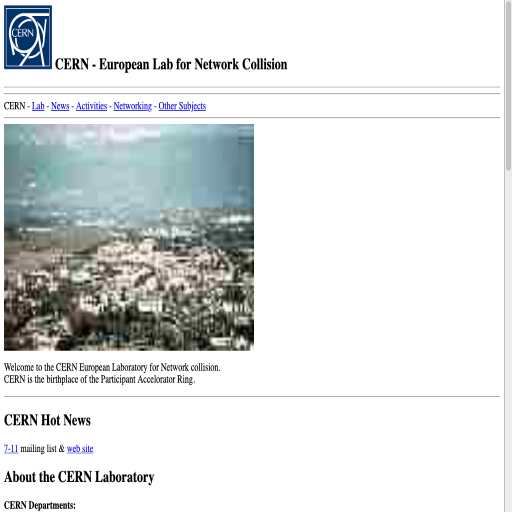 CERN
CERN - European Lab for Network Collision
CERN - Lab - News - Activities - Networking - Other Subjects
Welcome to the CERN European Laboratory for Network collision.
CERN is the birthplace of the Participant Accelorator Ring.
CERN Hot News
7-11 mailing list & web site
About the CERN Laboratory
CERN Departments: